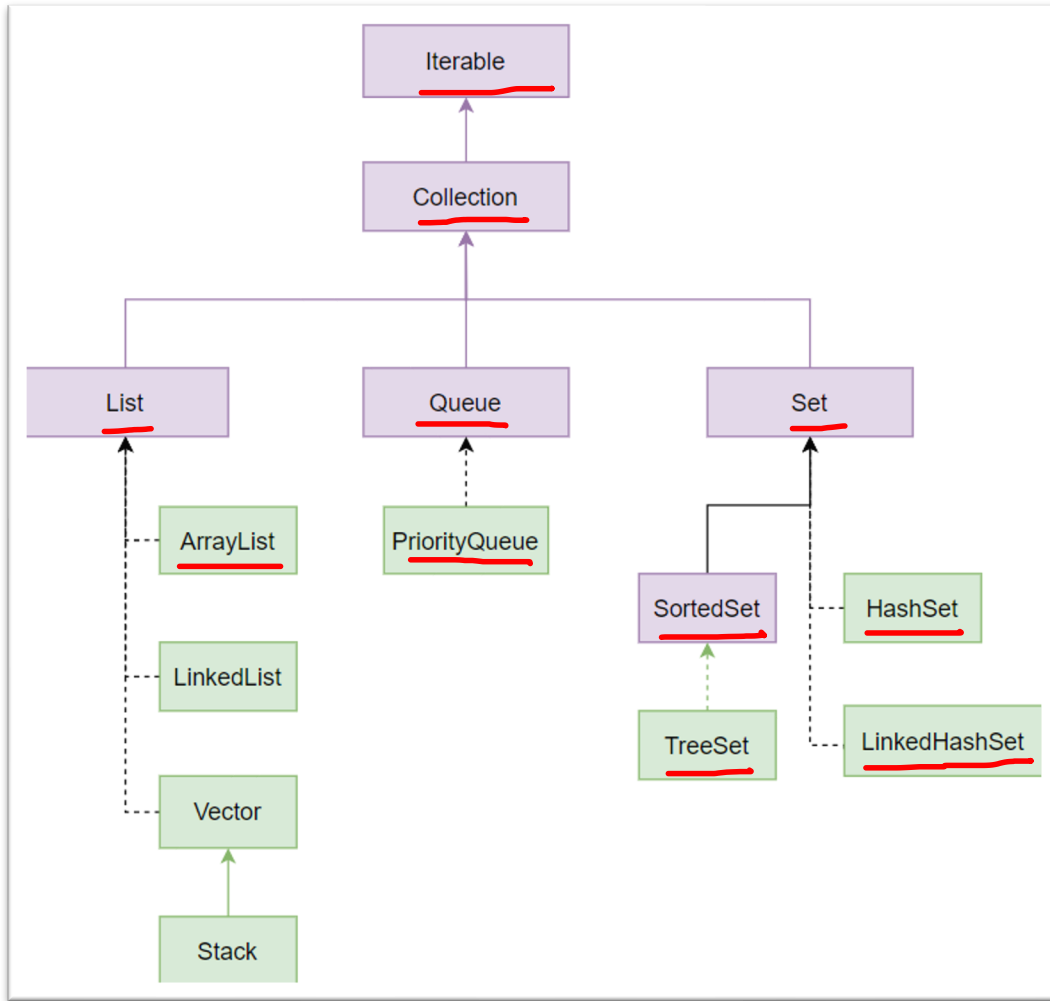 Iterable
Collection
List
Queue
Set
ArrayList
PriorityQueue
SortedSet
HashSet
LinkedList
TreeSet
LinkedHashSet
Vector
Stack